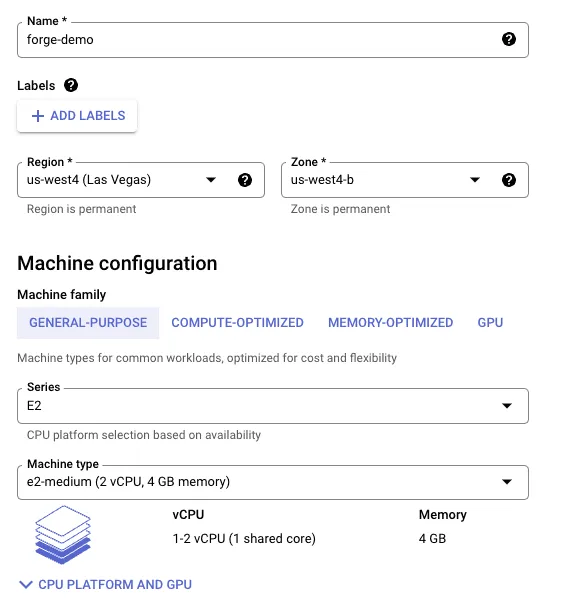 Name *
forge-demo
Labels
ADD LABELS
Region * Zone *
us-west4 (Las Vegas) us-west4-b
Region is permanent Zone is permanent
Machine configuration
Machine family
GENERAL-PURPOSE COMPUTE-OPTIMIZED MEMORY-OPTIMIZED GPU
Machine types for common workloads, optimized for cost and flexibility
Series
E2
CPU platform selection based on availability
Machine type
e2-medium (2 vCPU, 4 GB memory)
vCPU Memory
1-2 vCPU (1 shared core) 4 GB
CPU PLATFORM AND GPU